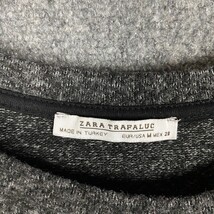 ZARA TRAFALUC
MADE IN TURKEY EUR/USA M MEX 28